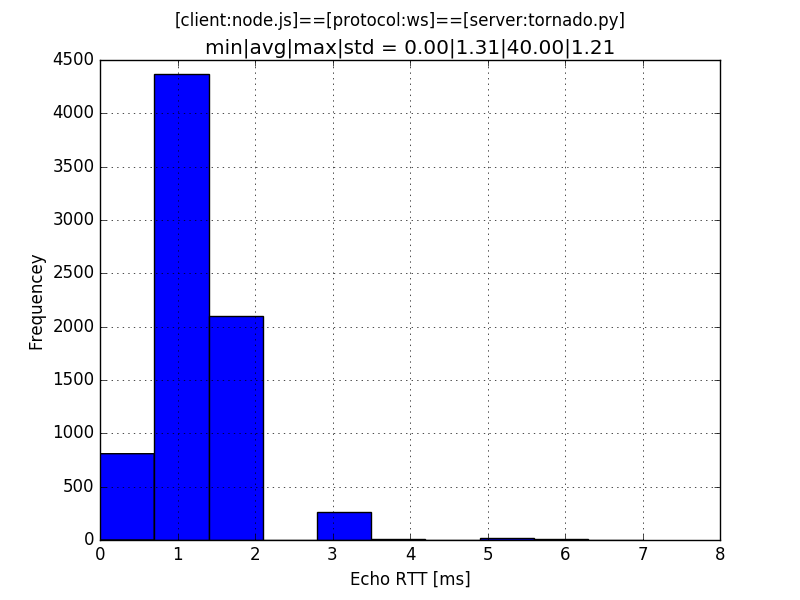 [client:node.js]==[protocol:ws]==[server:tornado.py]
min|avg|max|std = 0.00|1.31|40.00|1.21
4500
4000
3500
3000
2500
2000
1500
1000
500
0
Frequencey
0 1 2 3 4 5 6 7 8
Echo RTT [ms]